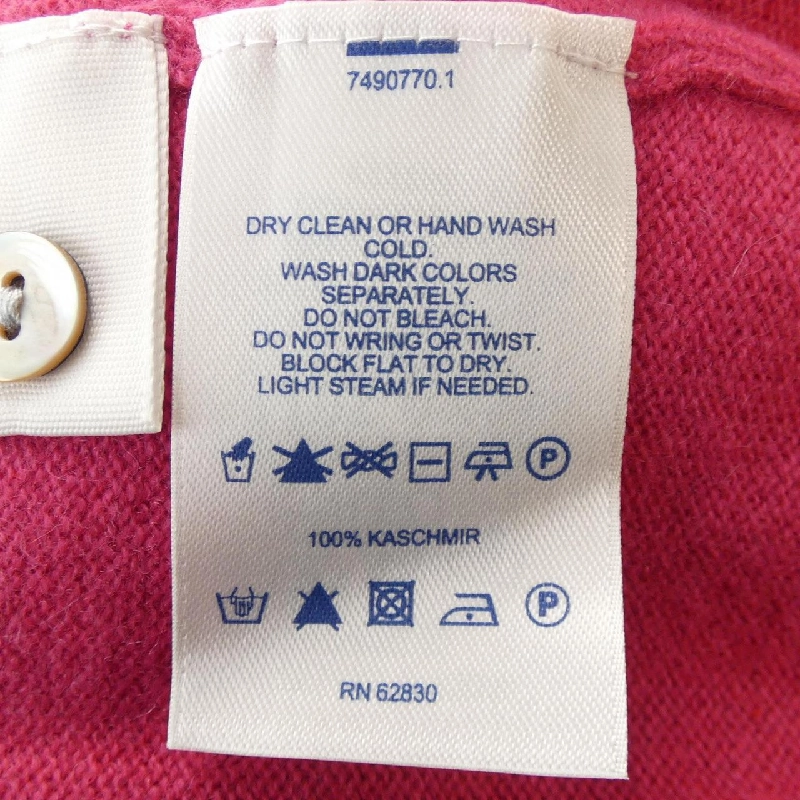 7490770.1
DRY CLEAN OR HAND WASH
COLD.
WASH DARK COLORS
SEPARATELY.
DO NOT BLEACH.
DO NOT WRING OR TWIST.
BLOCK FLAT TO DRY.
LIGHT STEAM IF NEEDED.
P
100% KASCHMIR
P
RN 62830